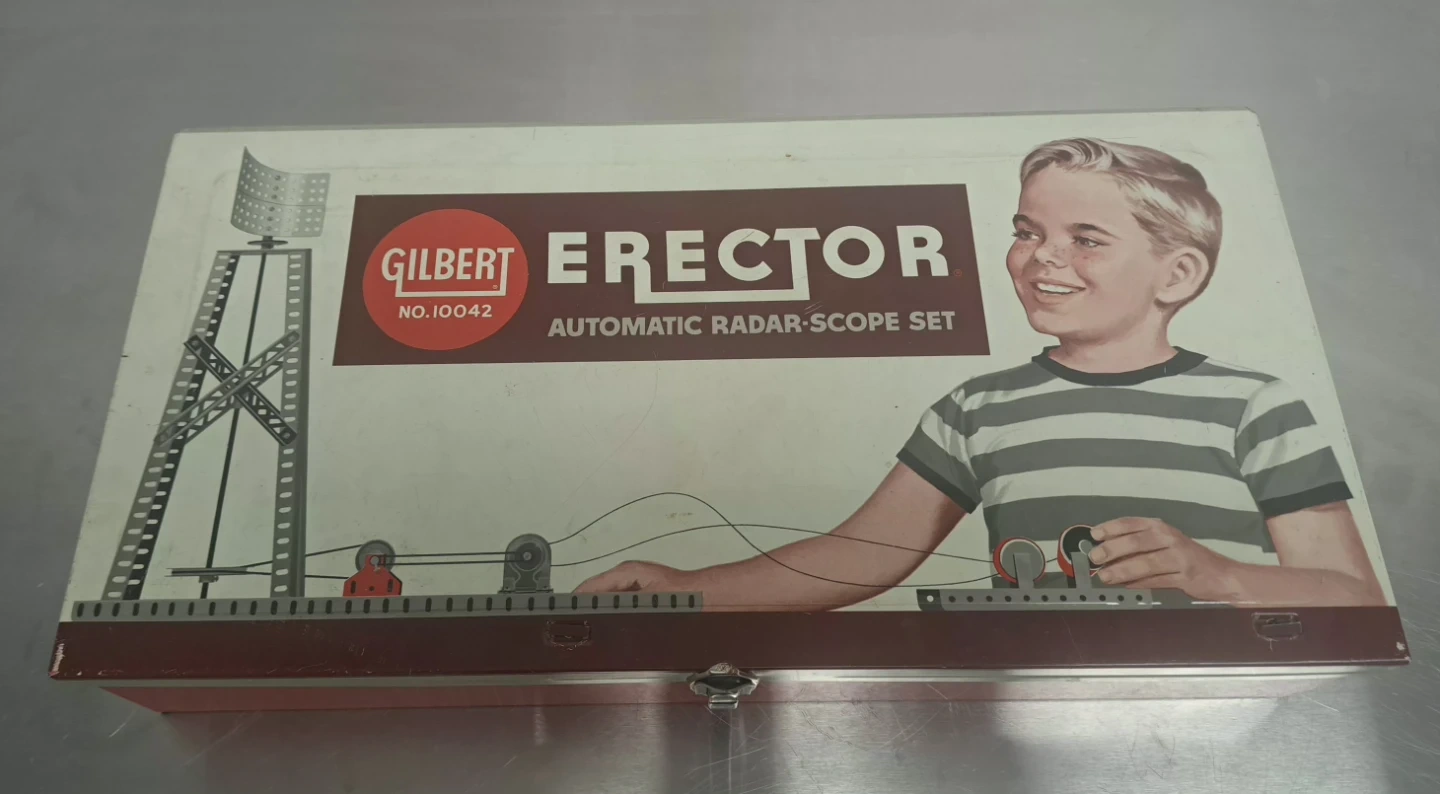 GILBERT
NO. 10042
ERECTOR
AUTOMATIC RADAR-SCOPE SET